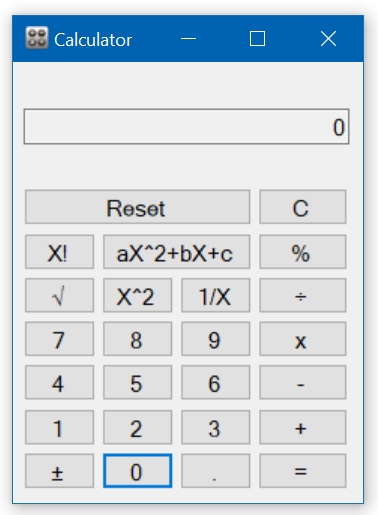 Calculator
0
Reset C
X! aX^2+bX+c %
√ X^2 1/X ÷
7 8 9 x
4 5 6 -
1 2 3 +
± 0 . =